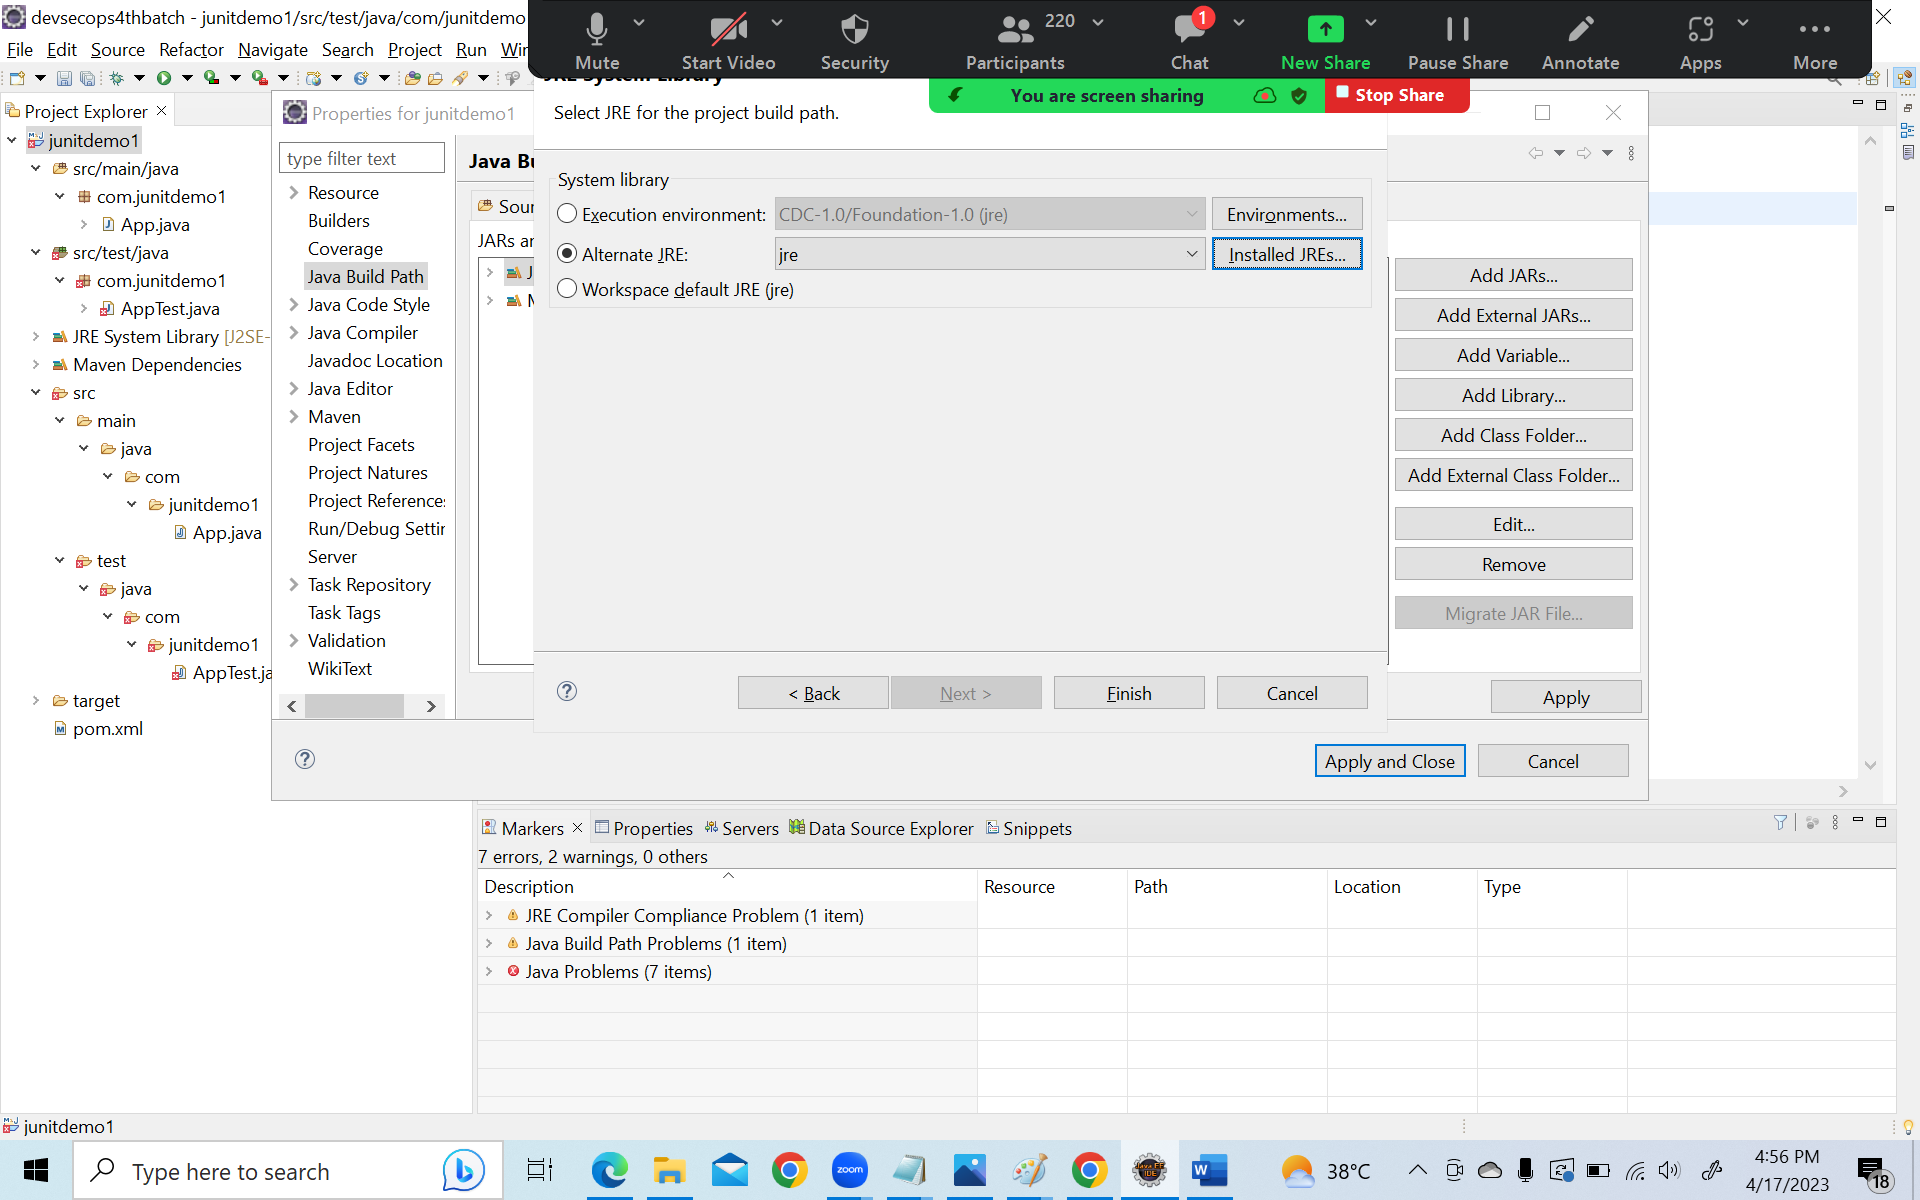 devsecops4thbatch - junitdemo1/src/test/java/com/junitdemo
File Edit Source Refactor Navigate Search Project Run Win
Mute
Start Video
Security
220
Participants
1
Chat
New Share
Pause Share
Annotate
Apps
More
You are screen sharing
Stop Share
Project Explorer
junitdemo1
src/main/java
com.junitdemo1
App.java
src/test/java
com.junitdemo1
AppTest.java
JRE System Library [J2SE-
Maven Dependencies
src
main
java
com
junitdemo1
App.java
test
java
com
junitdemo1
AppTest.ja
target
pom.xml
Properties for junitdemo1
type filter text
Resource
Builders
Coverage
Java Build Path
Java Code Style
Java Compiler
Javadoc Location
Java Editor
Maven
Project Facets
Project Natures
Project References
Run/Debug Settin
Server
Task Repository
Task Tags
Validation
WikiText
Java Bu
Sour
JARs an
J
M
JRE System Library
Select JRE for the project build path.
System library
Execution environment: CDC-1.0/Foundation-1.0 (jre) Environments...
Alternate JRE: jre Installed JREs...
Workspace default JRE (jre)
< Back
Next >
Finish
Cancel
Add JARs...
Add External JARs...
Add Variable...
Add Library...
Add Class Folder...
Add External Class Folder...
Edit...
Remove
Migrate JAR File...
Apply
Apply and Close
Cancel
Markers Properties Servers Data Source Explorer Snippets
7 errors, 2 warnings, 0 others
Description Resource Path Location Type
JRE Compiler Compliance Problem (1 item)
Java Build Path Problems (1 item)
Java Problems (7 items)
junitdemo1
Type here to search
zoom
38°C
4:56 PM
4/17/2023
18